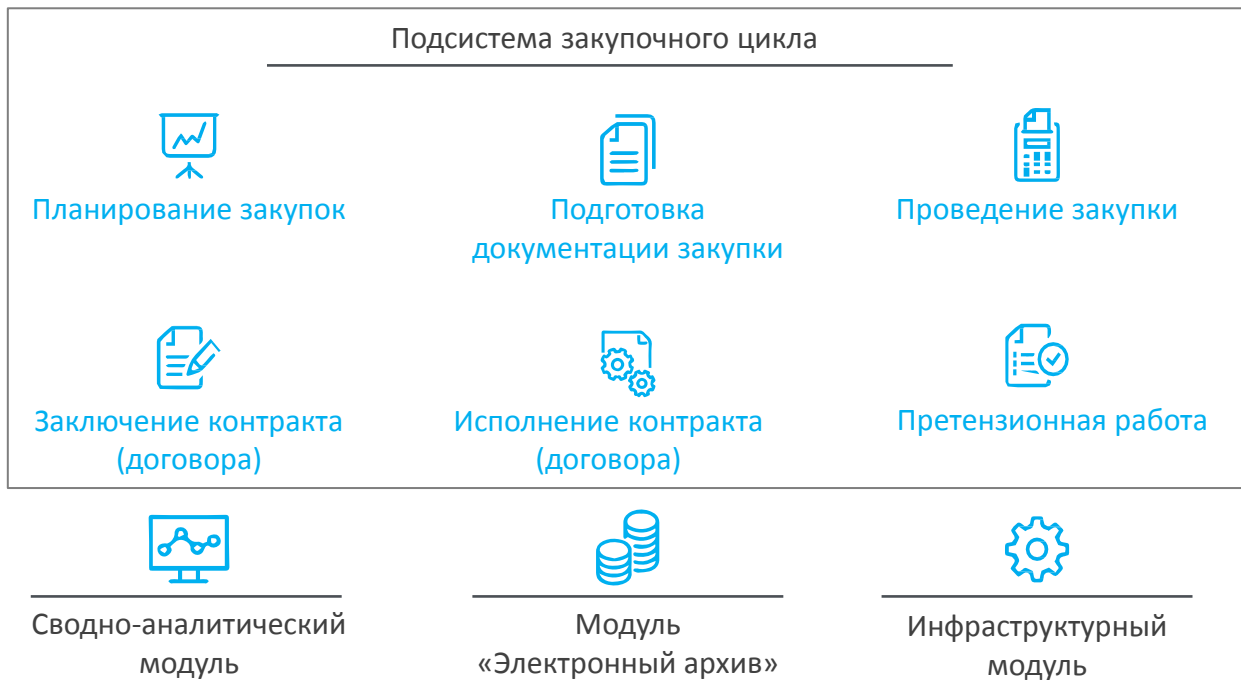 Подсистема закупочного цикла
Планирование закупок
Подготовка
документации закупки
Проведение закупки
Заключение контракта
(договора)
Исполнение контракта
(договора)
Претензионная работа
Сводно-аналитический
модуль
Модуль
«Электронный архив»
Инфраструктурный
модуль